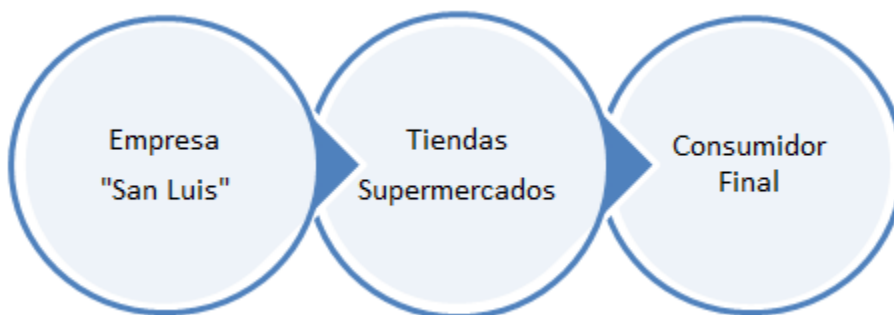 Empresa
"San Luis"
Tiendas
Supermercados
Consumidor
Final